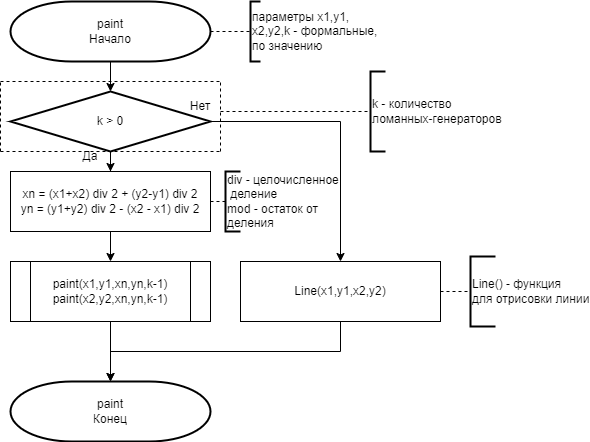 paint
Начало
параметры x1,y1,
x2,y2,k - формальные,
по значению
k > 0
Нет
Да
k - количество
ломанных-генераторов
xn = (x1+x2) div 2 + (y2-y1) div 2
yn = (y1+y2) div 2 - (x2 - x1) div 2
div - целочисленное
деление
mod - остаток от
деления
paint(x1,y1,xn,yn,k-1)
paint(x2,y2,xn,yn,k-1)
Line(x1,y1,x2,y2)
Line() - функция
для отрисовки линии
paint
Конец